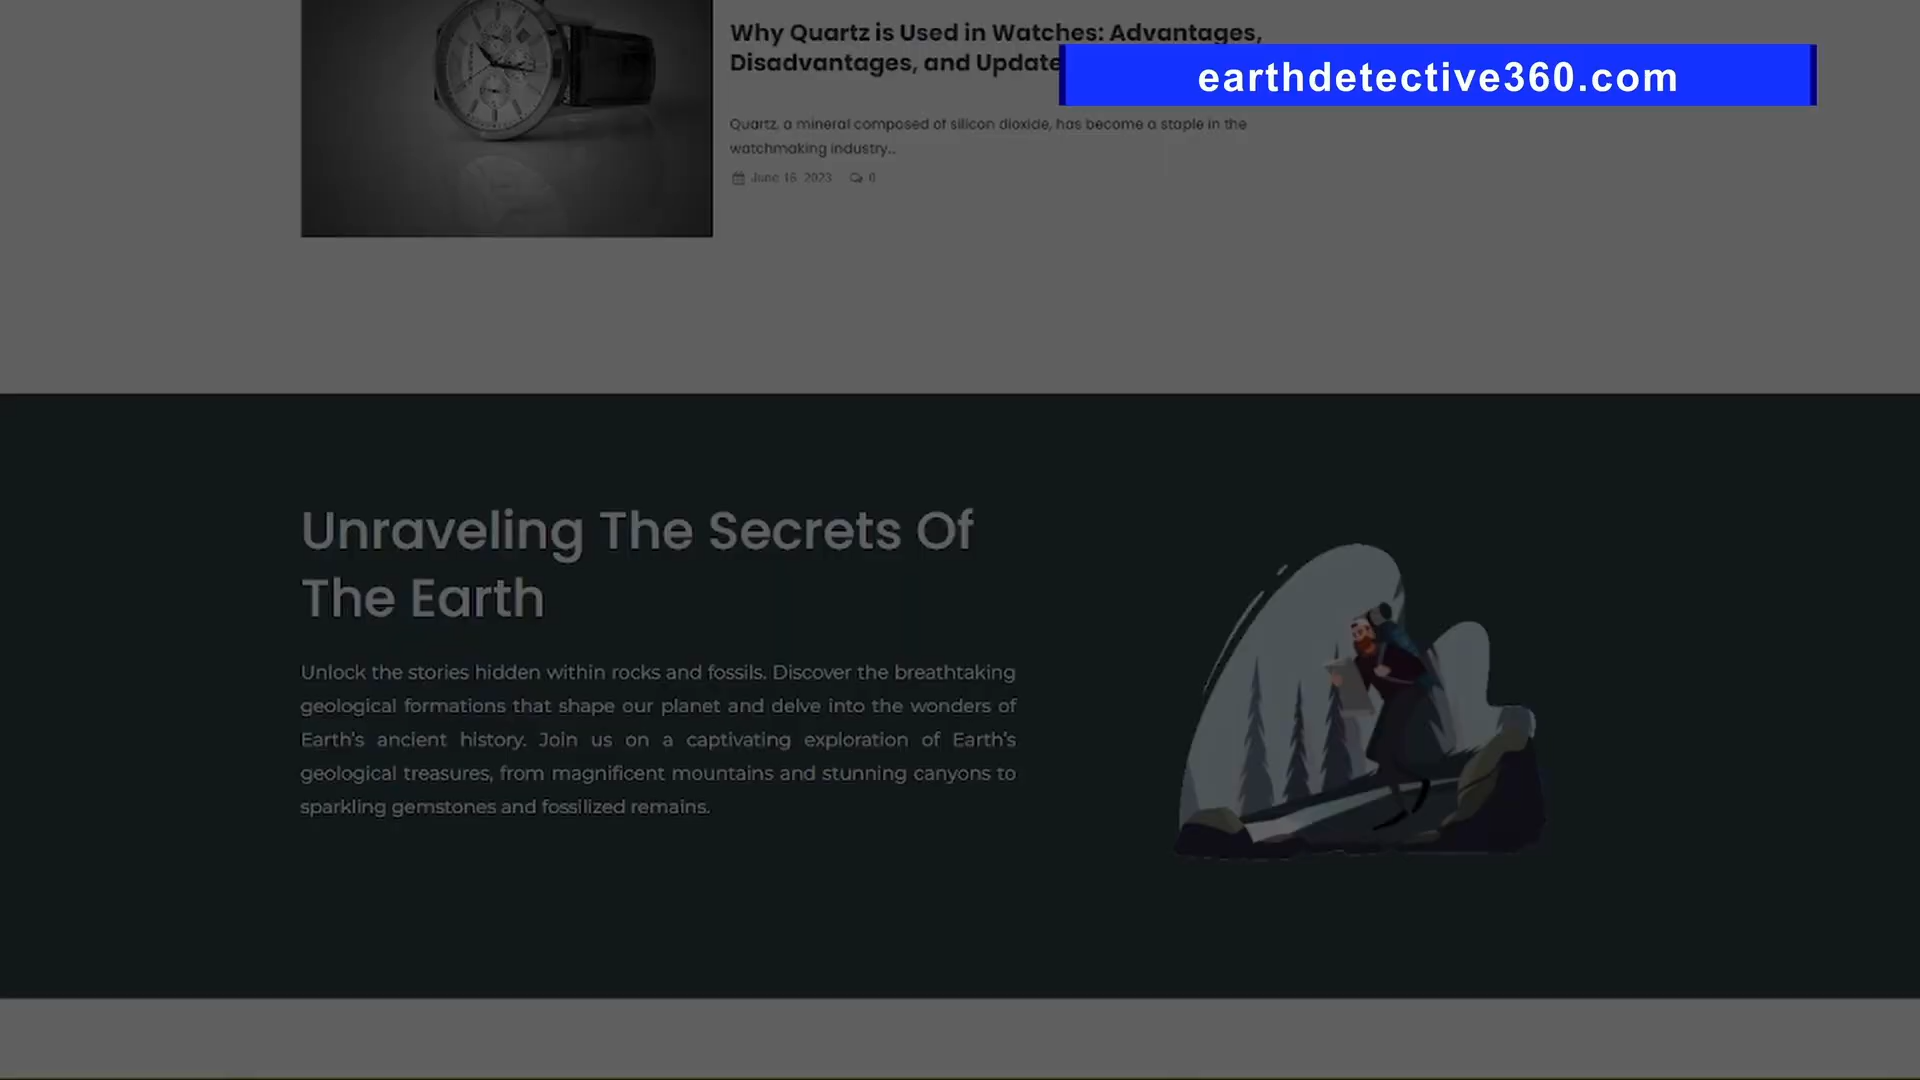 Why Quartz is Used in Watches: Advantages,
Disadvantages, and Update
earthdetective360.com
Quartz, a mineral composed of silicon dioxide, has become a staple in the
watchmaking industry...
June 16, 2023 0
Unraveling The Secrets Of
The Earth
Unlock the stories hidden within rocks and fossils. Discover the breathtaking
geological formations that shape our planet and delve into the wonders of
Earth's ancient history. Join us on a captivating exploration of Earth's
geological treasures, from magnificent mountains and stunning canyons to
sparkling gemstones and fossilized remains.